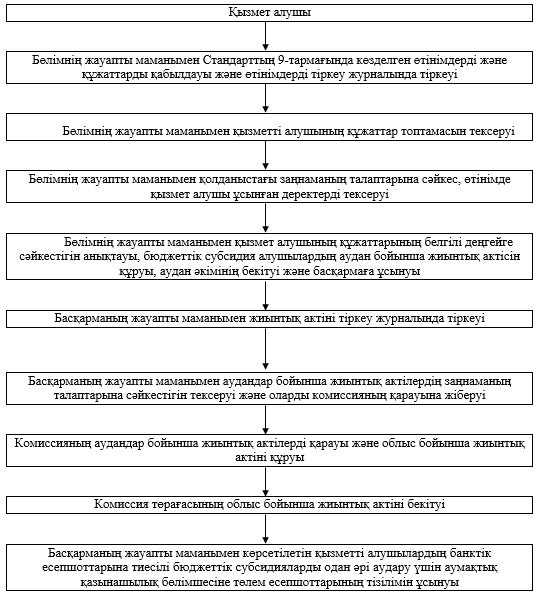 Қызмет алушы
Бөлімнің жауапты маманымен Стандарттың 9-тармағында көзделген өтінімдерді және
құжаттарды қабылдауы және өтінімдерді тіркеу журналында тіркеуі
Бөлімнің жауапты маманымен қызметті алушының құжаттар топтамасын тексеруі
Бөлімнің жауапты маманымен қолданыстағы заңнаманың талаптарына сәйкес, өтінімде
қызмет алушы ұсынған деректерді тексеруі
Бөлімнің жауапты маманымен қызмет алушының құжаттарының белгілі деңгейге
сәйкестігін анықтауы, бюджеттік субсидия алушылардың аудан бойынша жиынтық актісін
құруы, аудан әкімінің бекітуі және басқармаға ұсынуы
Басқарманың жауапты маманымен жиынтық актіні тіркеу журналында тіркеуі
Басқарманың жауапты маманымен аудандар бойынша жиынтық актілердің заңнаманың
талаптарына сәйкестігін тексеруі және оларды комиссияның қарауына жіберуі
Комиссияның аудандар бойынша жиынтық актілерді қарауы және облыс бойынша жиынтық
актіні құруы
Комиссия төрағасының облыс бойынша жиынтық актіні бекітуі
Басқарманың жауапты маманымен көрсетілетін қызметті алушылардың банктік
есепшоттарына тиесілі бюджеттік субсидияларды одан әрі аудару үшін аумақтық
қазынашылық бөлімшесіне төлем есепшоттарының тізілімін ұсынуы